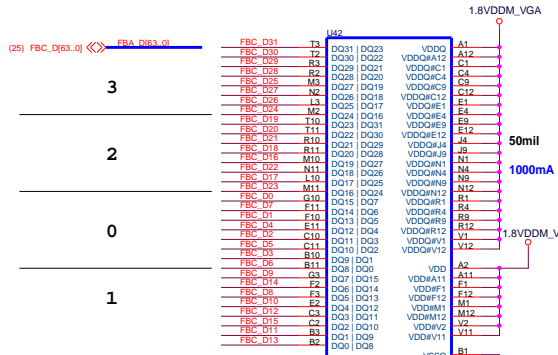 U42
1.8VDDM_VGA
(25) FBC_D[63..0]
FBA_D[63..0]
FBC_D31 T3 DQ31 | DQ23 VDDQ A1
FBC_D30 T2 DQ30 | DQ22 VDDQ#A12 A12
FBC_D29 R3 DQ29 | DQ21 VDDQ#C1 C1
FBC_D28 R2 DQ28 | DQ20 VDDQ#C4 C4
FBC_D25 M3 DQ27 | DQ19 VDDQ#C9 C9
3
FBC_D27 N2 DQ26 | DQ18 VDDQ#C12 C12
FBC_D26 L3 DQ25 | DQ17 VDDQ#E1 E1
FBC_D24 M2 DQ24 | DQ16 VDDQ#E4 E4
FBC_D19 T10 DQ23 | DQ31 VDDQ#E9 E9
FBC_D20 T11 DQ22 | DQ30 VDDQ#E12 E12
FBC_D21 R10 DQ21 | DQ29 VDDQ#J4 J4
50mil
FBC_D18 R11 DQ20 | DQ28 VDDQ#J9 J9
2
FBC_D16 M10 DQ19 | DQ27 VDDQ#N1 N1
FBC_D22 N11 DQ18 | DQ26 VDDQ#N4 N4
1000mA
FBC_D17 L10 DQ17 | DQ25 VDDQ#N9 N9
FBC_D23 M11 DQ16 | DQ24 VDDQ#N12 N12
FBC_D0 G10 DQ15 | DQ7 VDDQ#R1 R1
FBC_D7 F11 DQ14 | DQ6 VDDQ#R4 R4
FBC_D1 F10 DQ13 | DQ5 VDDQ#R9 R9
FBC_D4 E11 DQ12 | DQ4 VDDQ#R12 R12
0
FBC_D2 C10 DQ11 | DQ3 VDDQ#V1 V1
1.8VDDM_V
FBC_D5 C11 DQ10 | DQ2 VDDQ#V12 V12
FBC_D3 B10 DQ9 | DQ1
FBC_D6 B11 DQ8 | DQ0 VDD A2
FBC_D9 G3 DQ7 | DQ15 VDD#A11 A11
FBC_D14 F2 DQ6 | DQ14 VDD#F1 F1
FBC_D8 F3 DQ5 | DQ13 VDD#F12 F12
1
FBC_D10 E2 DQ4 | DQ12 VDD#M1 M1
FBC_D12 C3 DQ3 | DQ11 VDD#M12 M12
FBC_D15 C2 DQ2 | DQ10 VDD#V2 V2
FBC_D11 B3 DQ1 | DQ9 VDD#V11 V11
FBC_D13 B2 DQ0 | DQ8
VSSQ B1